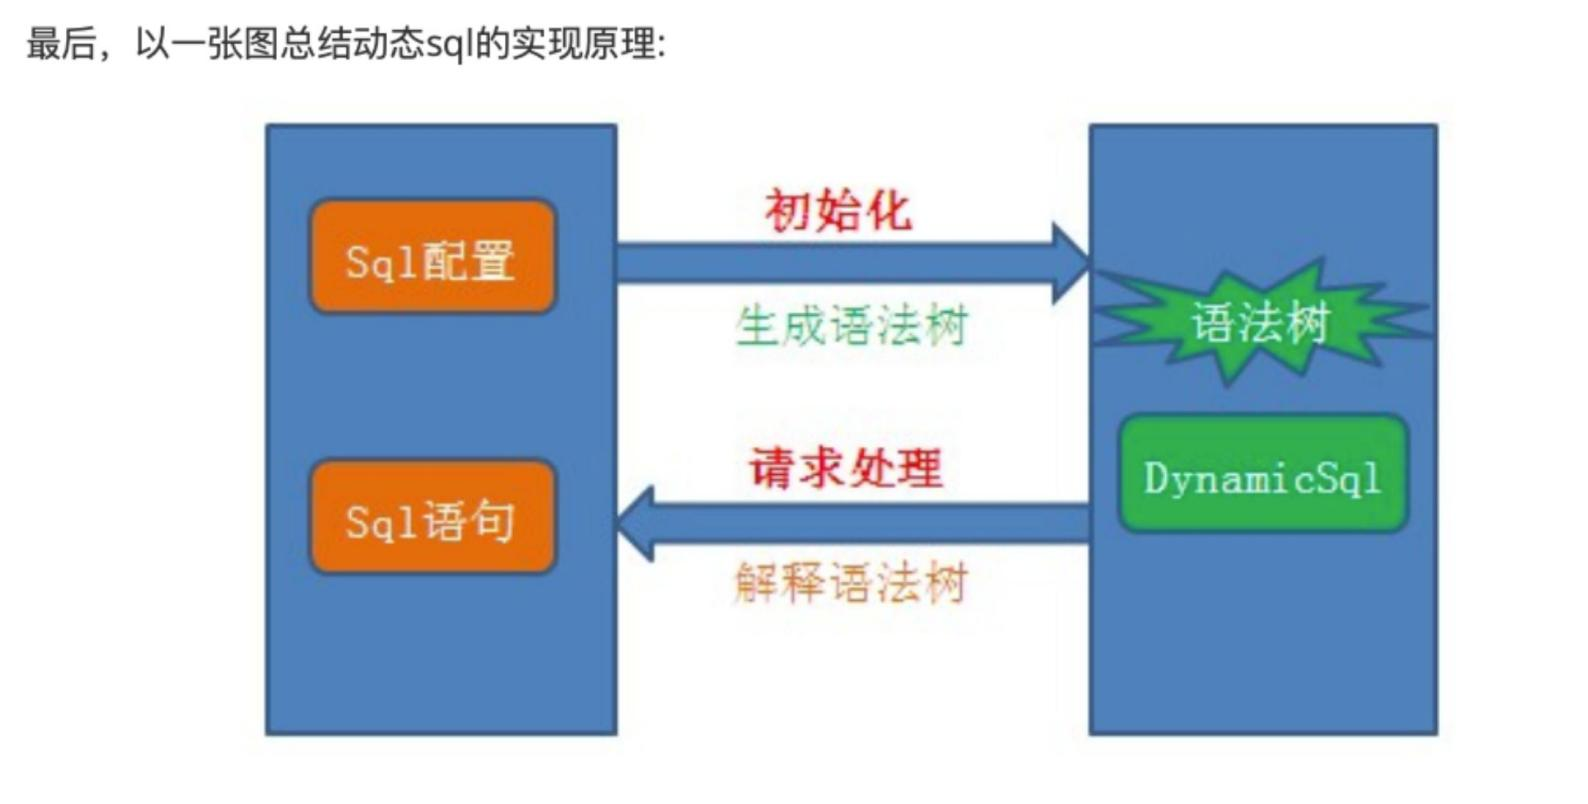 最后，以一张图总结动态sql的实现原理:
初始化
Sql配置
生成语法树
语法树
请求处理
DynamicSql
Sql语句
解释语法树